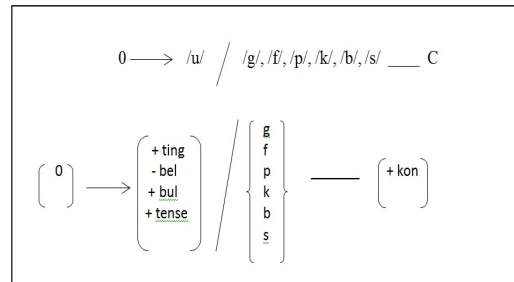 0 → /u/ / /g/, /f/, /p/, /k/, /b/, /s/ ___ C
0
+ ting
- bel
+ bul
+ tense
g
f
p
k
b
s
+ kon